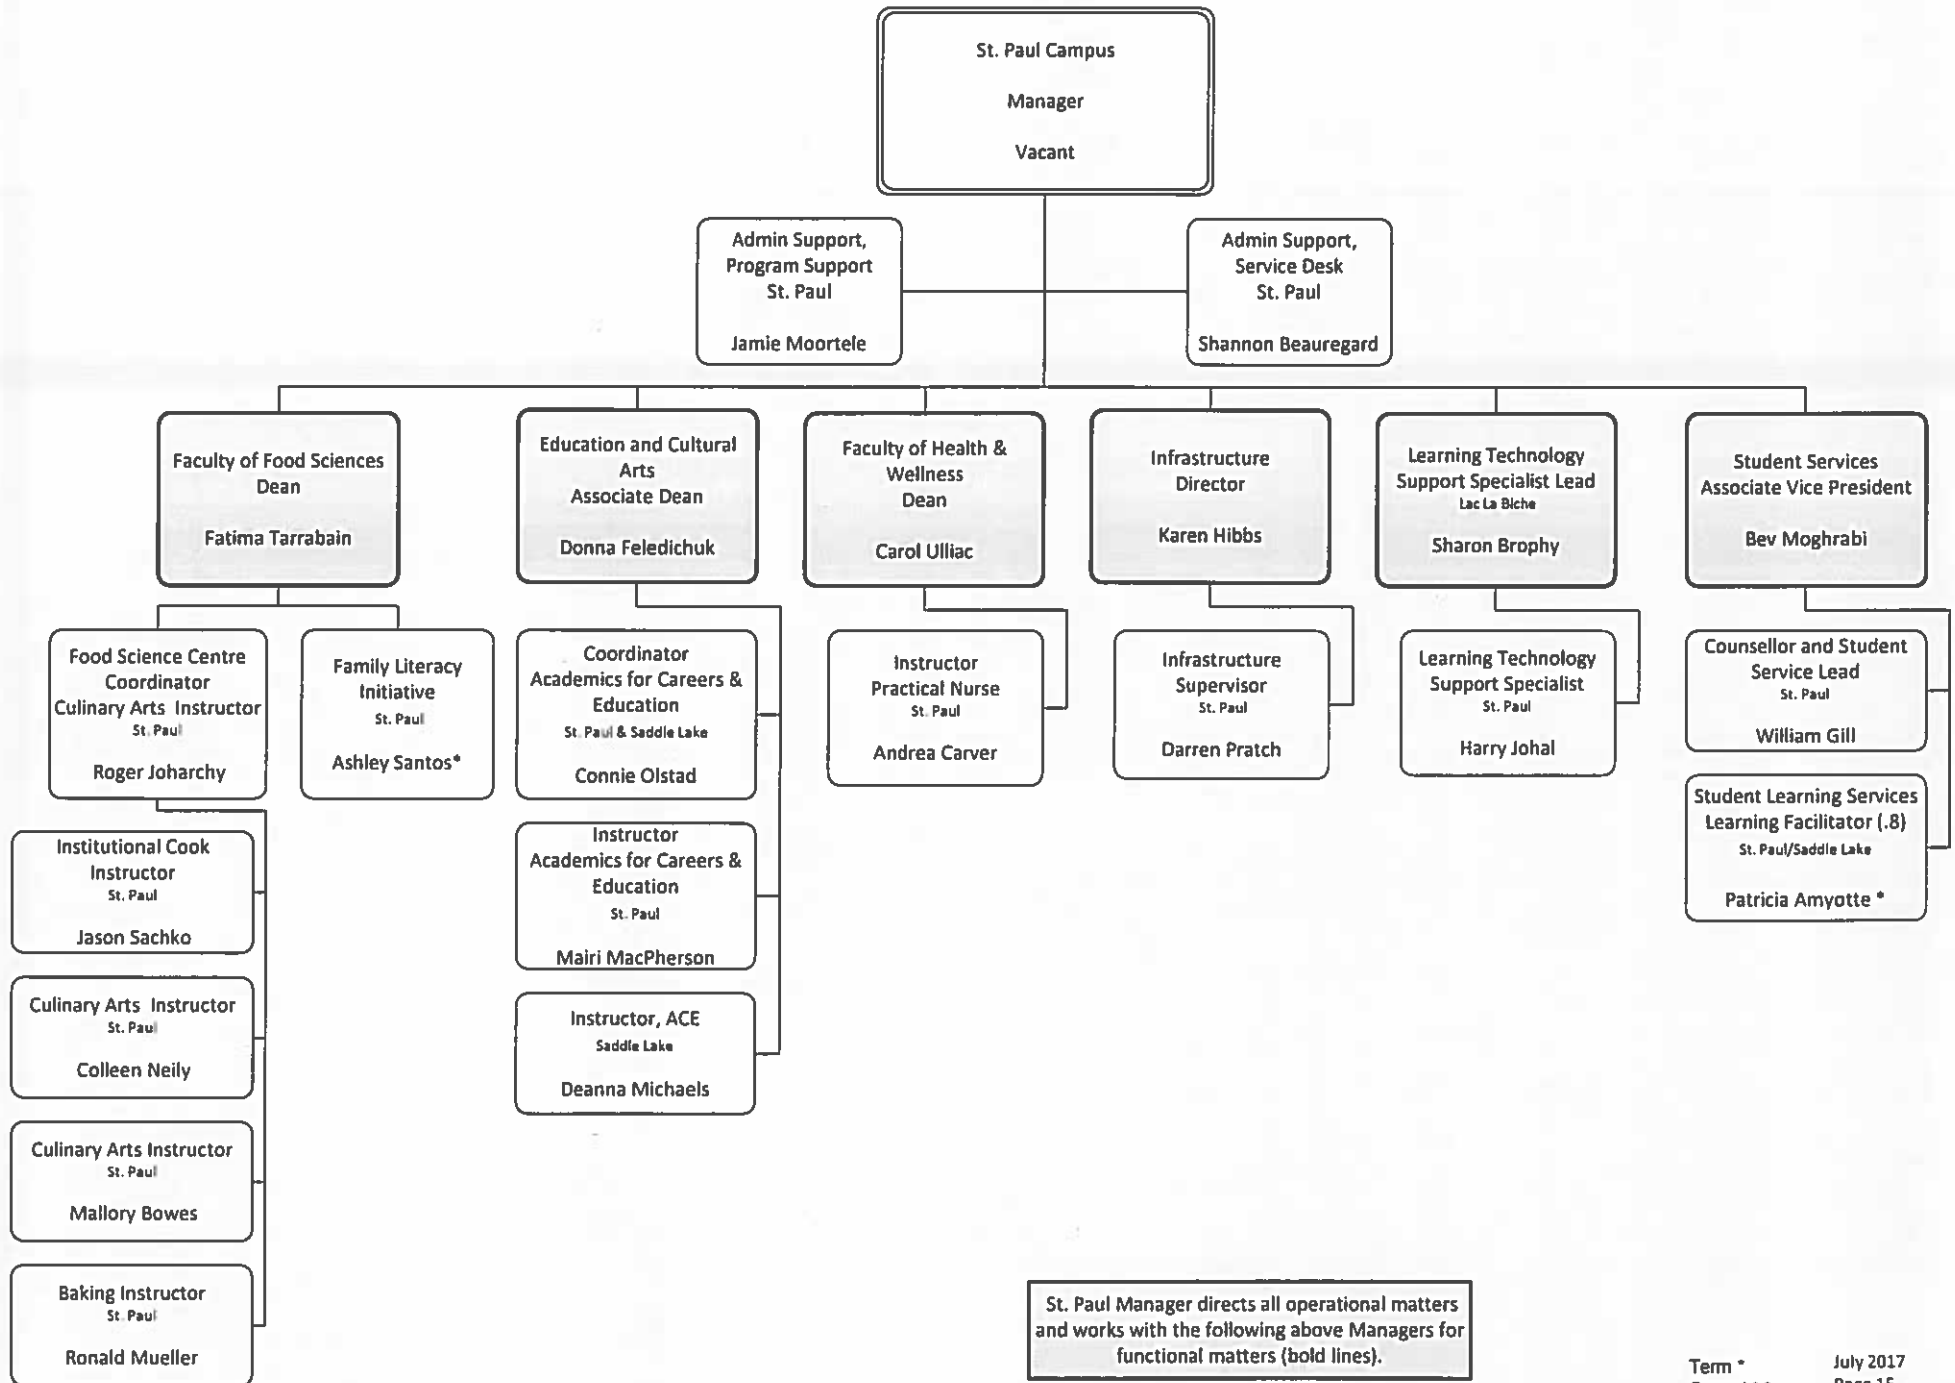 St. Paul Campus
Manager
Vacant
Admin Support,
Program Support
St. Paul
Jamie Moortele
Admin Support,
Service Desk
St. Paul
Shannon Beauregard
Faculty of Food Sciences
Dean
Fatima Tarrabain
Education and Cultural
Arts
Associate Dean
Donna Feledichuk
Faculty of Health &
Wellness
Dean
Carol Ulliac
Infrastructure
Director
Karen Hibbs
Learning Technology
Support Specialist Lead
Lac La Biche
Sharon Brophy
Student Services
Associate Vice President
Bev Moghrabi
Food Science Centre
Coordinator
Culinary Arts Instructor
St. Paul
Roger Joharchy
Family Literacy
Initiative
St. Paul
Ashley Santos*
Coordinator
Academics for Careers &
Education
St. Paul & Saddle Lake
Connie Olstad
Instructor
Practical Nurse
St. Paul
Andrea Carver
Infrastructure
Supervisor
St. Paul
Darren Pratch
Learning Technology
Support Specialist
St. Paul
Harry Johal
Counsellor and Student
Service Lead
St. Paul
William Gill
Student Learning Services
Learning Facilitator (.8)
St. Paul/Saddle Lake
Patricia Amyotte *
Institutional Cook
Instructor
St. Paul
Jason Sachko
Instructor
Academics for Careers &
Education
St. Paul
Mairi MacPherson
Culinary Arts Instructor
St. Paul
Colleen Neily
Instructor, ACE
Saddle Lake
Deanna Michaels
Culinary Arts Instructor
St. Paul
Mallory Bowes
Baking Instructor
St. Paul
Ronald Mueller
St. Paul Manager directs all operational matters
and works with the following above Managers for
functional matters (bold lines).
Term * July 2017